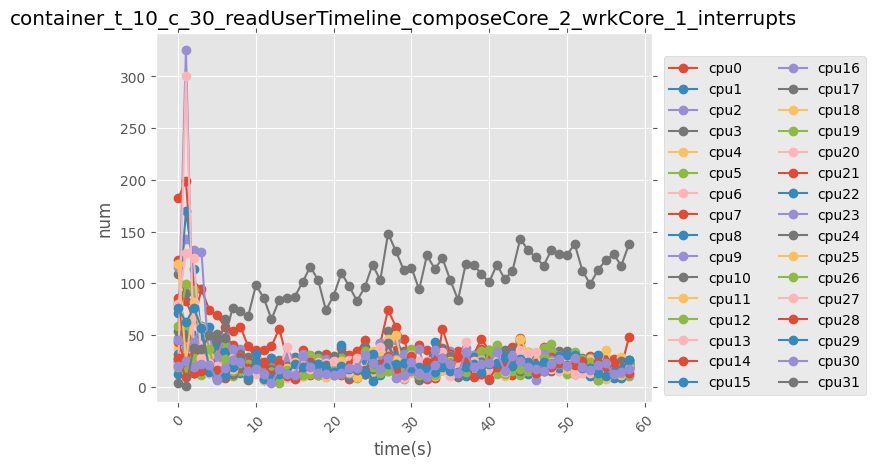 container_t_10_c_30_readUserTimeline_composeCore_2_wrkCore_1_interrupts
num
300
250
200
150
100
50
0
0 10 20 30 40 50 60
time(s)
cpu0 cpu16
cpu1 cpu17
cpu2 cpu18
cpu3 cpu19
cpu4 cpu20
cpu5 cpu21
cpu6 cpu22
cpu7 cpu23
cpu8 cpu24
cpu9 cpu25
cpu10 cpu26
cpu11 cpu27
cpu12 cpu28
cpu13 cpu29
cpu14 cpu30
cpu15 cpu31